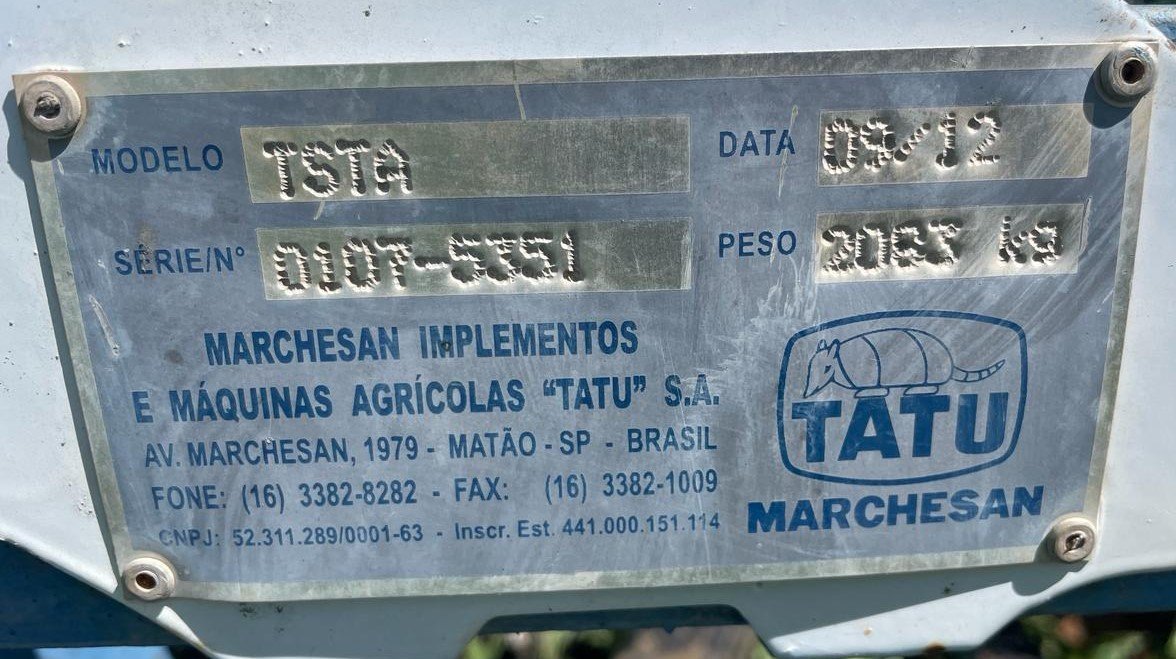 MODELO TSTA DATA 09/12
SÉRIE/N° 0107-5351 PESO 2063 kg
MARCHESAN IMPLEMENTOS
E MÁQUINAS AGRÍCOLAS "TATU" S.A.
AV. MARCHESAN, 1979 - MATÃO - SP - BRASIL
FONE: (16) 3382-8282 - FAX: (16) 3382-1009
CNPJ: 52.311.289/0001-63 - Inscr. Est. 441.000.151.114
TATU
MARCHESAN